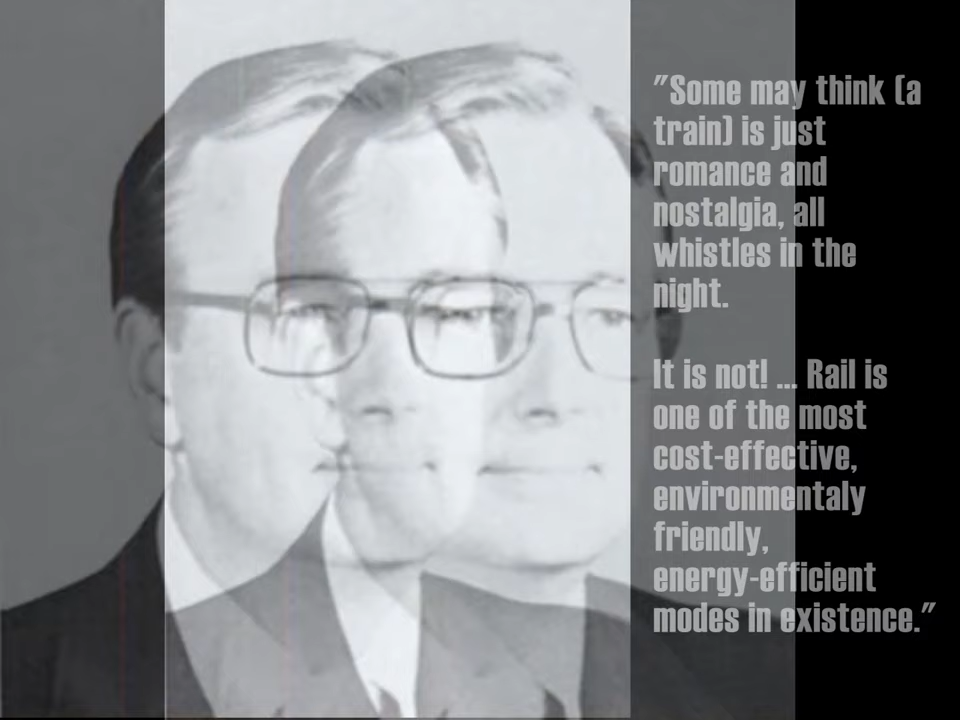 "Some may think (a
train) is just
romance and
nostalgia, all
whistles in the
night.
It is not! ... Rail is
one of the most
cost-effective,
environmentaly
friendly,
energy-efficient
modes in existence."